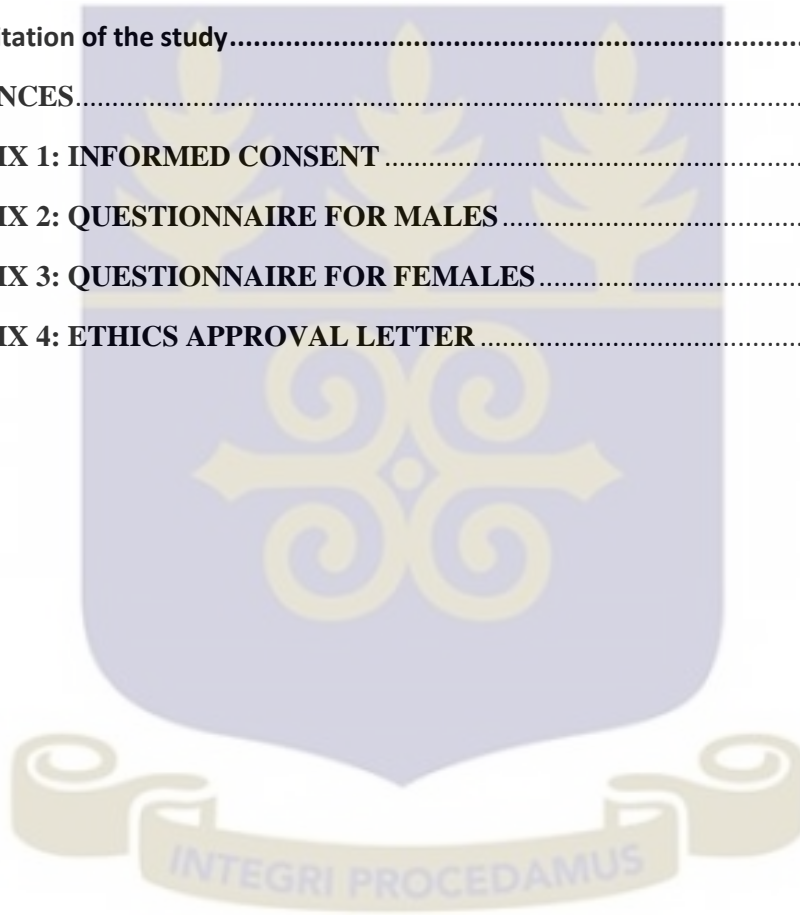 itation of the study.......................................................................................
NCES.....................................................................................................................
IX 1: INFORMED CONSENT ..................................................................
IX 2: QUESTIONNAIRE FOR MALES ...............................................
IX 3: QUESTIONNAIRE FOR FEMALES .........................................
IX 4: ETHICS APPROVAL LETTER ...................................................
INTEGRI PROCEDAMUS